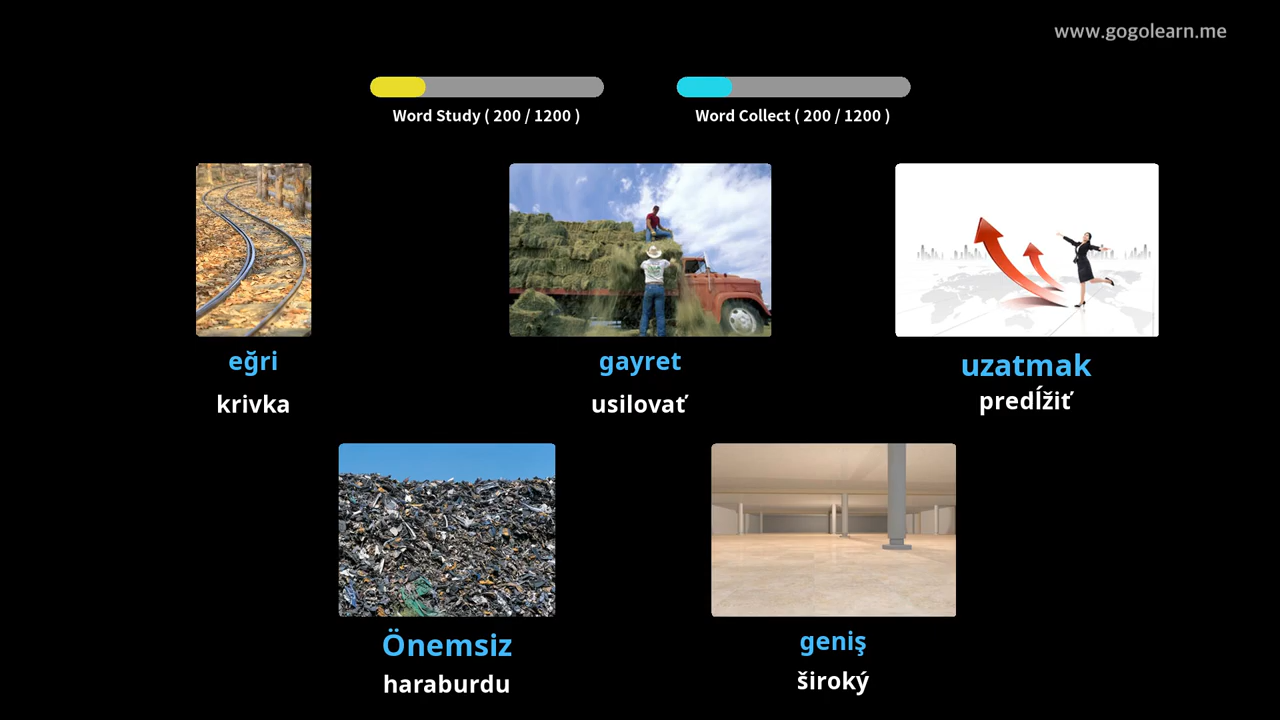 www.gogolearn.me
Word Study ( 200 / 1200 )
Word Collect ( 200 / 1200 )
eğri
gayret
uzatmak
krivka
usilovať
predĺžiť
Önemsiz
geniş
haraburdu
široký